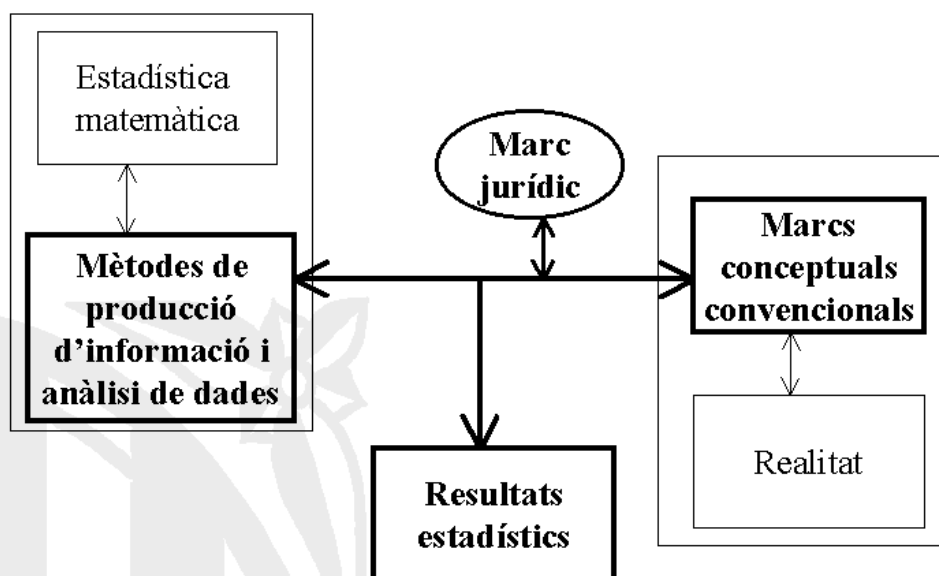 Estadística
matemàtica
Marc
jurídic
Mètodes de
producció
d'informació i
anàlisi de dades
Marcs
conceptuals
convencionals
Realitat
Resultats
estadístics